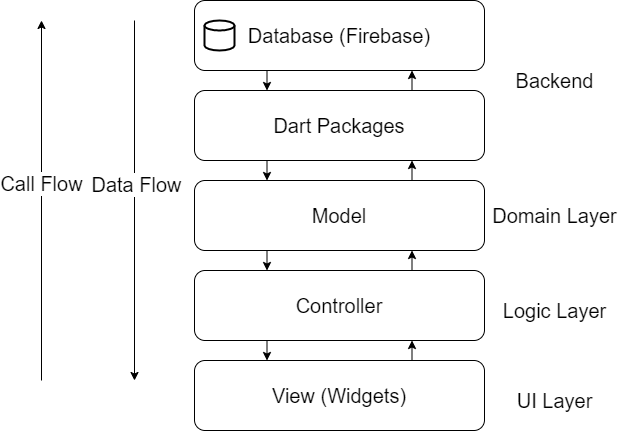 Database (Firebase)
Backend
Dart Packages
Call Flow
Data Flow
Model
Domain Layer
Controller
Logic Layer
View (Widgets)
UI Layer